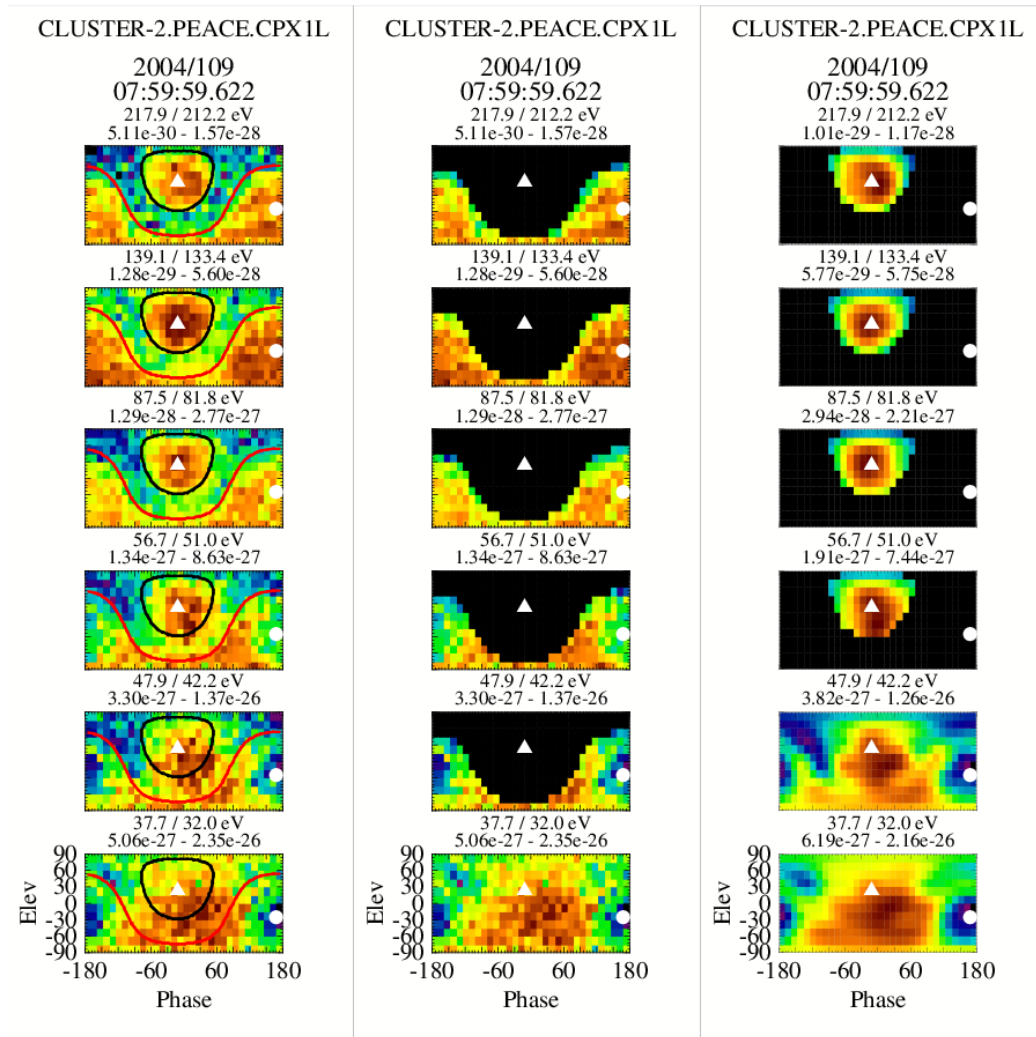 CLUSTER-2.PEACE.CPX1L
2004/109
07:59:59.622
217.9 / 212.2 eV
5.11e-30 - 1.57e-28
139.1 / 133.4 eV
1.28e-29 - 5.60e-28
87.5 / 81.8 eV
1.29e-28 - 2.77e-27
56.7 / 51.0 eV
1.34e-27 - 8.63e-27
47.9 / 42.2 eV
3.30e-27 - 1.37e-26
37.7 / 32.0 eV
5.06e-27 - 2.35e-26
90
60
30
0
-30
-60
-90
Elev
-180 -60 60 180
Phase
CLUSTER-2.PEACE.CPX1L
2004/109
07:59:59.622
217.9 / 212.2 eV
5.11e-30 - 1.57e-28
139.1 / 133.4 eV
1.28e-29 - 5.60e-28
87.5 / 81.8 eV
1.29e-28 - 2.77e-27
56.7 / 51.0 eV
1.34e-27 - 8.63e-27
47.9 / 42.2 eV
3.30e-27 - 1.37e-26
37.7 / 32.0 eV
5.06e-27 - 2.35e-26
90
60
30
0
-30
-60
-90
Elev
-180 -60 60 180
Phase
CLUSTER-2.PEACE.CPX1L
2004/109
07:59:59.622
217.9 / 212.2 eV
1.01e-29 - 1.17e-28
139.1 / 133.4 eV
5.77e-29 - 5.75e-28
87.5 / 81.8 eV
2.94e-28 - 2.21e-27
56.7 / 51.0 eV
1.91e-27 - 7.44e-27
47.9 / 42.2 eV
3.82e-27 - 1.26e-26
37.7 / 32.0 eV
6.19e-27 - 2.16e-26
90
60
30
0
-30
-60
-90
Elev
-180 -60 60 180
Phase